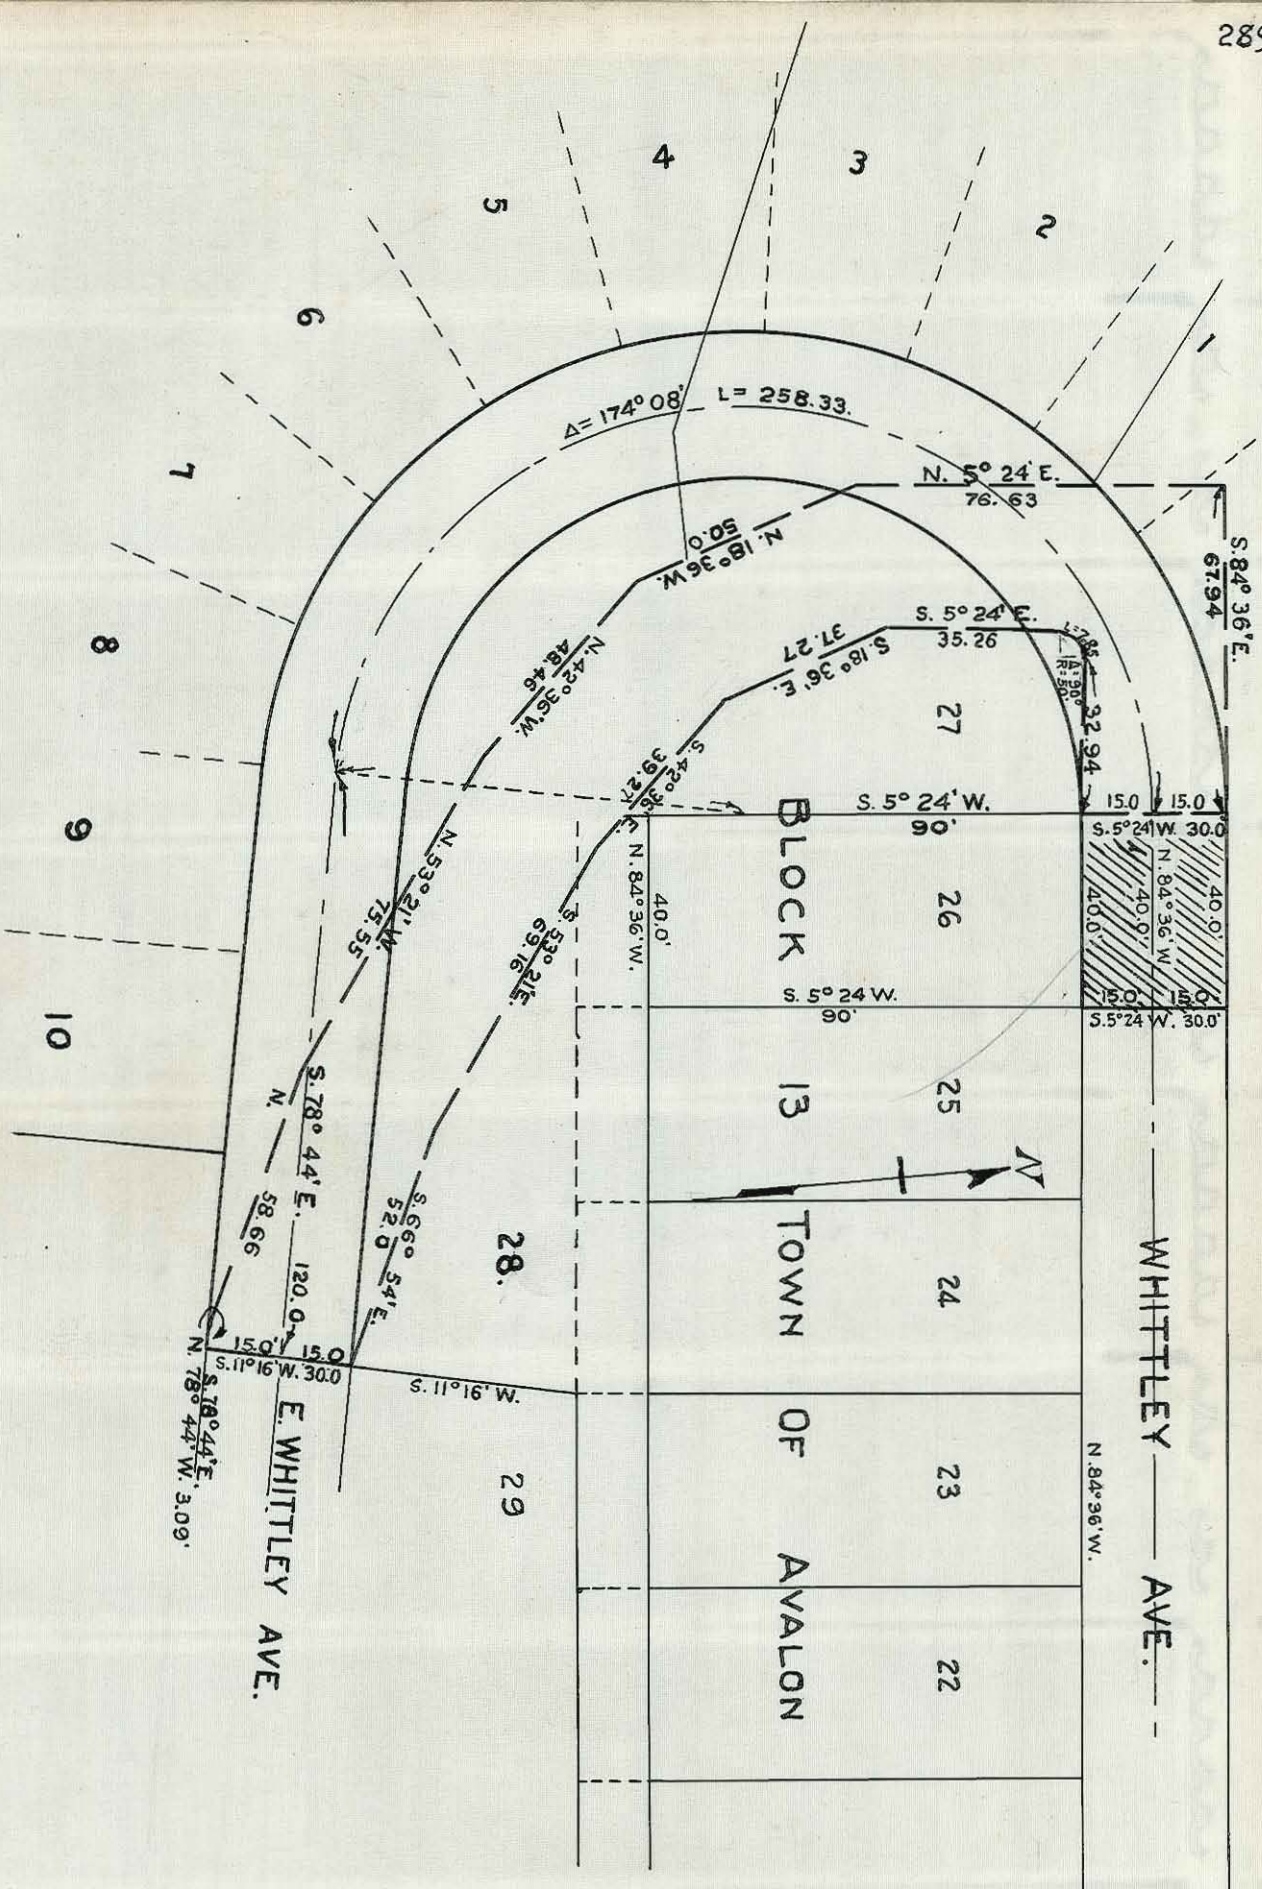 289
4
3
2
1
5
6
7
8
9
10
Δ= 174° 08' L= 258.33.
N. 5° 24' E.
76. 63
S. 84° 36' E.
67.94
N. 18° 36 W.
50.0
N. 42° 36' W.
48.46
N. 53° 21' W.
75.55
N.
58.66
S. 5° 24' E.
35.26
L=7.85
Δ=90°
R=50'
32.94
S. 18° 36' E.
37.27
S. 42° 36' E.
39.27
S. 53° 21' E.
69.16
S. 66° 54' E.
52.0
S. 78° 44' E. 120.0
27
S. 5° 24' W.
90'
15.0 15.0
S. 5° 24' W. 30.0
40.0'
N. 84° 36' W
40.0'
40.0'
15.0' 15.0'
S. 5° 24 W. 30.0'
26
40.0'
N. 84° 36' W.
S. 5° 24 W.
90'
25
24
23
22
N
28.
29
BLOCK 13 TOWN OF AVALON
WHITTLEY AVE.
N. 84° 36' W.
15.0' 15.0
S. 11° 16' W. 30.0
S. 11° 16' W.
S. 78° 44' E.
N. 78° 44' W. 3.09'
E. WHITTLEY AVE.